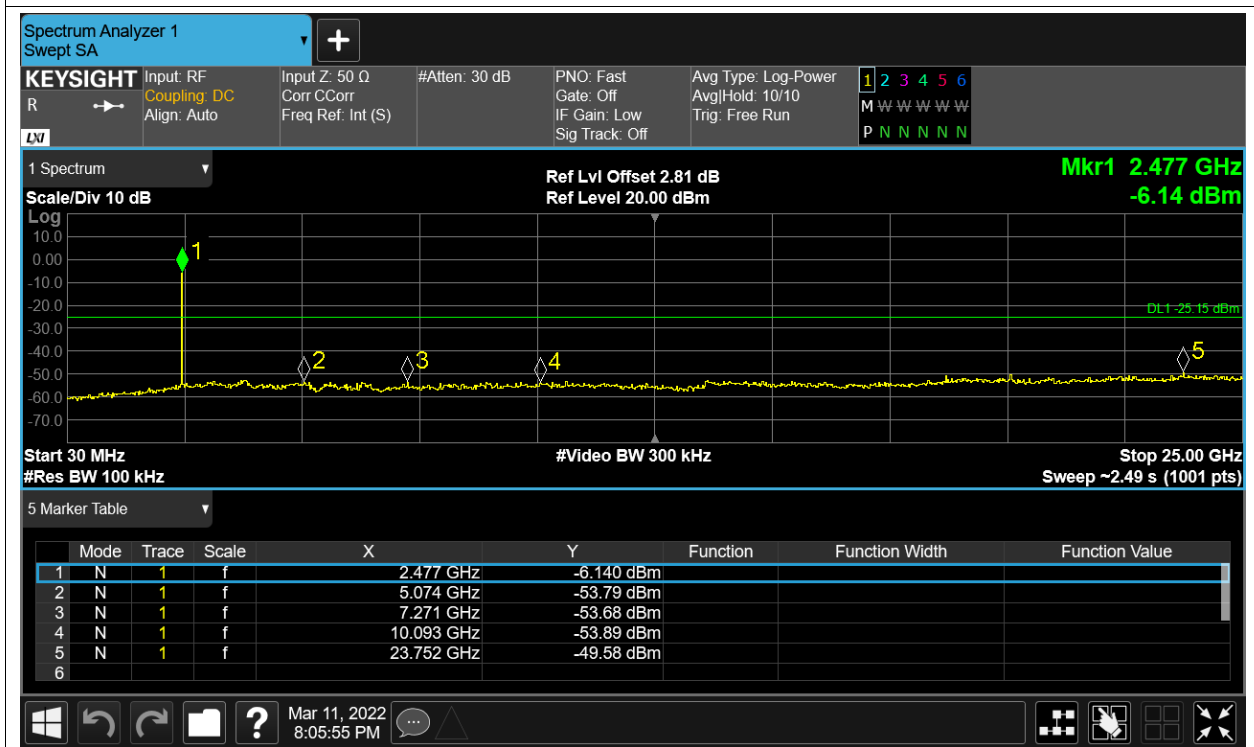 Spectrum Analyzer 1
Swept SA
+
KEYSIGHT Input: RF Input Z: 50 Ω #Atten: 30 dB PNO: Fast Avg Type: Log-Power 1 2 3 4 5 6
R Coupling: DC Corr CCorr Gate: Off Avg|Hold: 10/10 M W W W W W
Align: Auto Freq Ref: Int (S) IF Gain: Low Trig: Free Run
LXI Sig Track: Off P N N N N N N
1 Spectrum Ref Lvl Offset 2.81 dB Mkr1 2.477 GHz
Scale/Div 10 dB Ref Level 20.00 dBm -6.14 dBm
Log
10.0
0.00
-10.0
-20.0
-30.0
-40.0
-50.0
-60.0
-70.0
1
DL1 -25.15 dBm
2 3 4 5
Start 30 MHz #Video BW 300 kHz Stop 25.00 GHz
#Res BW 100 kHz Sweep ~2.49 s (1001 pts)
5 Marker Table
Mode Trace Scale X Y Function Function Width Function Value
1 N 1 f 2.477 GHz -6.140 dBm
2 N 1 f 5.074 GHz -53.79 dBm
3 N 1 f 7.271 GHz -53.68 dBm
4 N 1 f 10.093 GHz -53.89 dBm
5 N 1 f 23.752 GHz -49.58 dBm
6
? Mar 11, 2022
8:05:55 PM